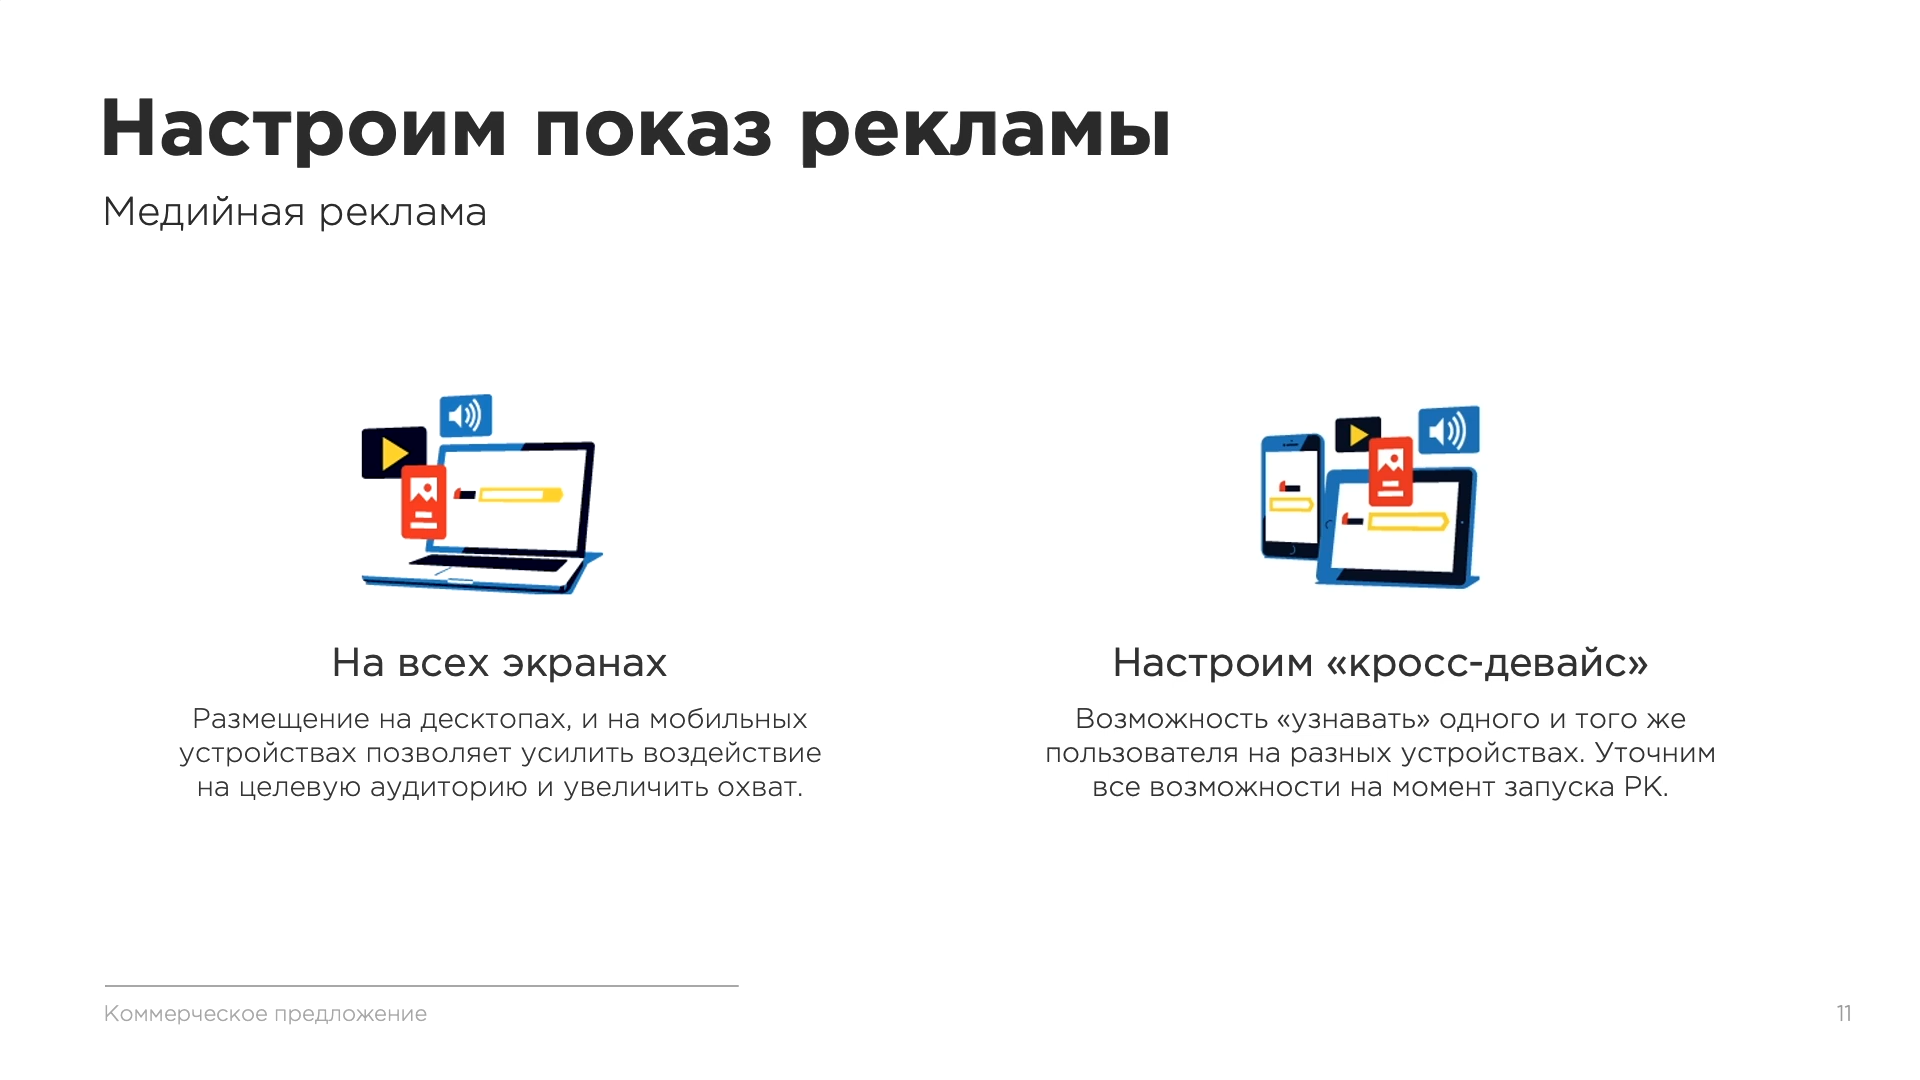 Настроим показ рекламы
Медийная реклама
На всех экранах
Размещение на десктопах, и на мобильных
устройствах позволяет усилить воздействие
на целевую аудиторию и увеличить охват.
Настроим «кросс-девайс»
Возможность «узнавать» одного и того же
пользователя на разных устройствах. Уточним
все возможности на момент запуска РК.
Коммерческое предложение
11